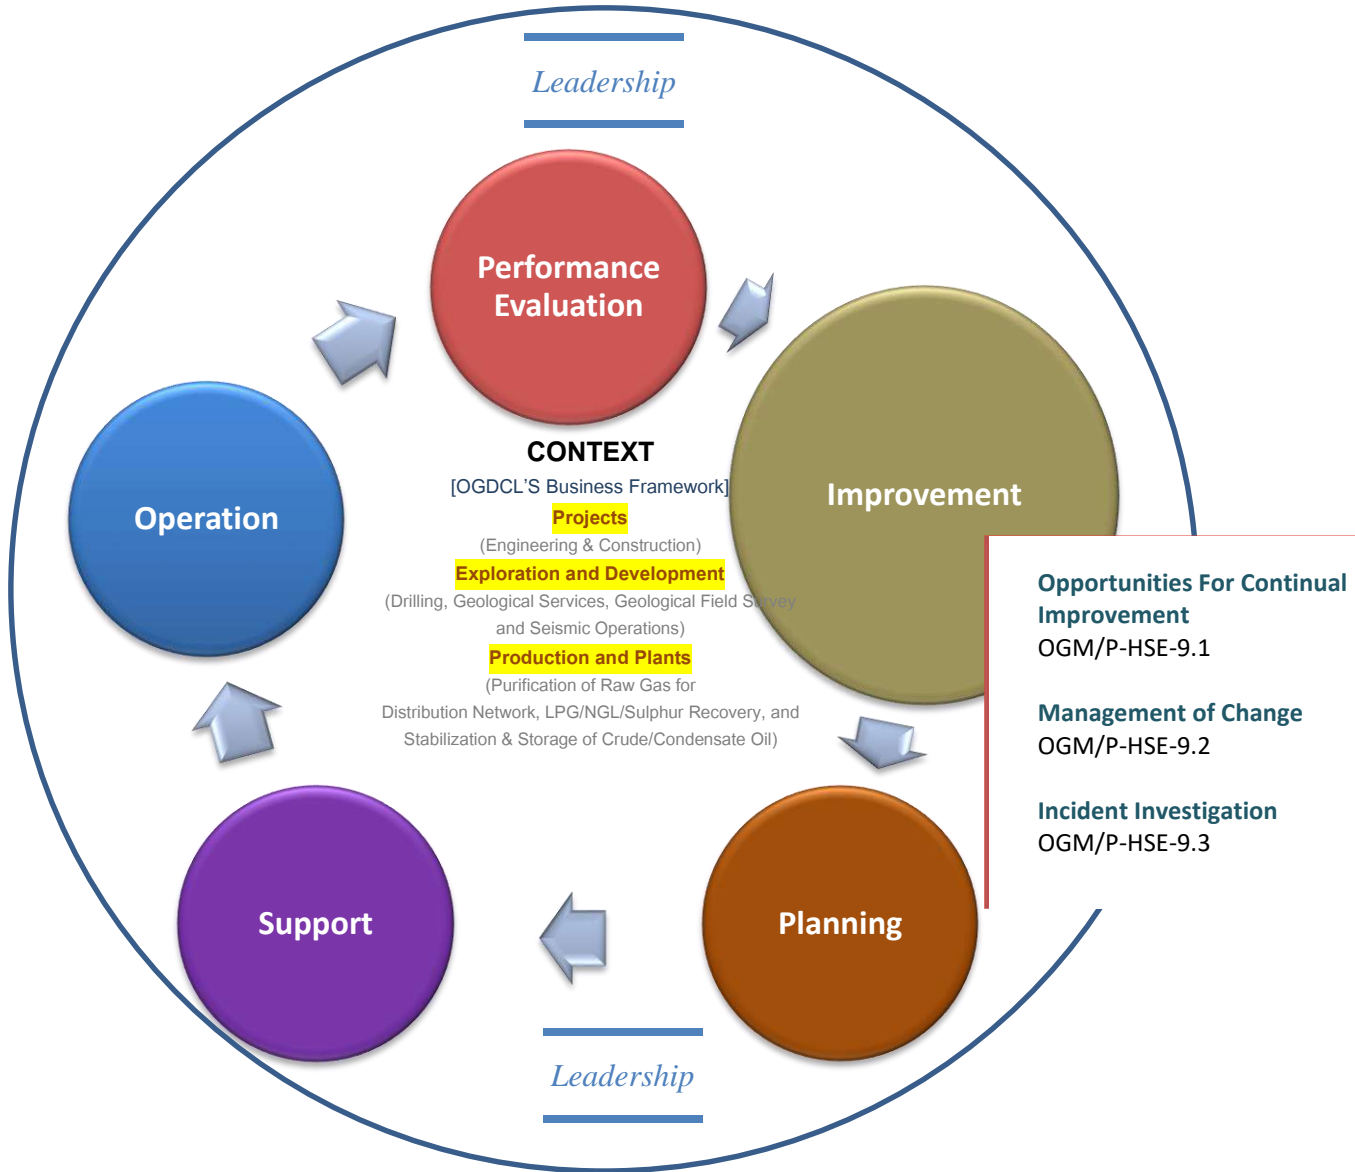 Leadership
Performance
Evaluation
Improvement
Operation
CONTEXT
[OGDCL'S Business Framework]
Projects
(Engineering & Construction)
Exploration and Development
(Drilling, Geological Services, Geological Field Survey
and Seismic Operations)
Production and Plants
(Purification of Raw Gas for
Distribution Network, LPG/NGL/Sulphur Recovery, and
Stabilization & Storage of Crude/Condensate Oil)
Opportunities For Continual
Improvement
OGM/P-HSE-9.1
Management of Change
OGM/P-HSE-9.2
Incident Investigation
OGM/P-HSE-9.3
Support
Planning
Leadership